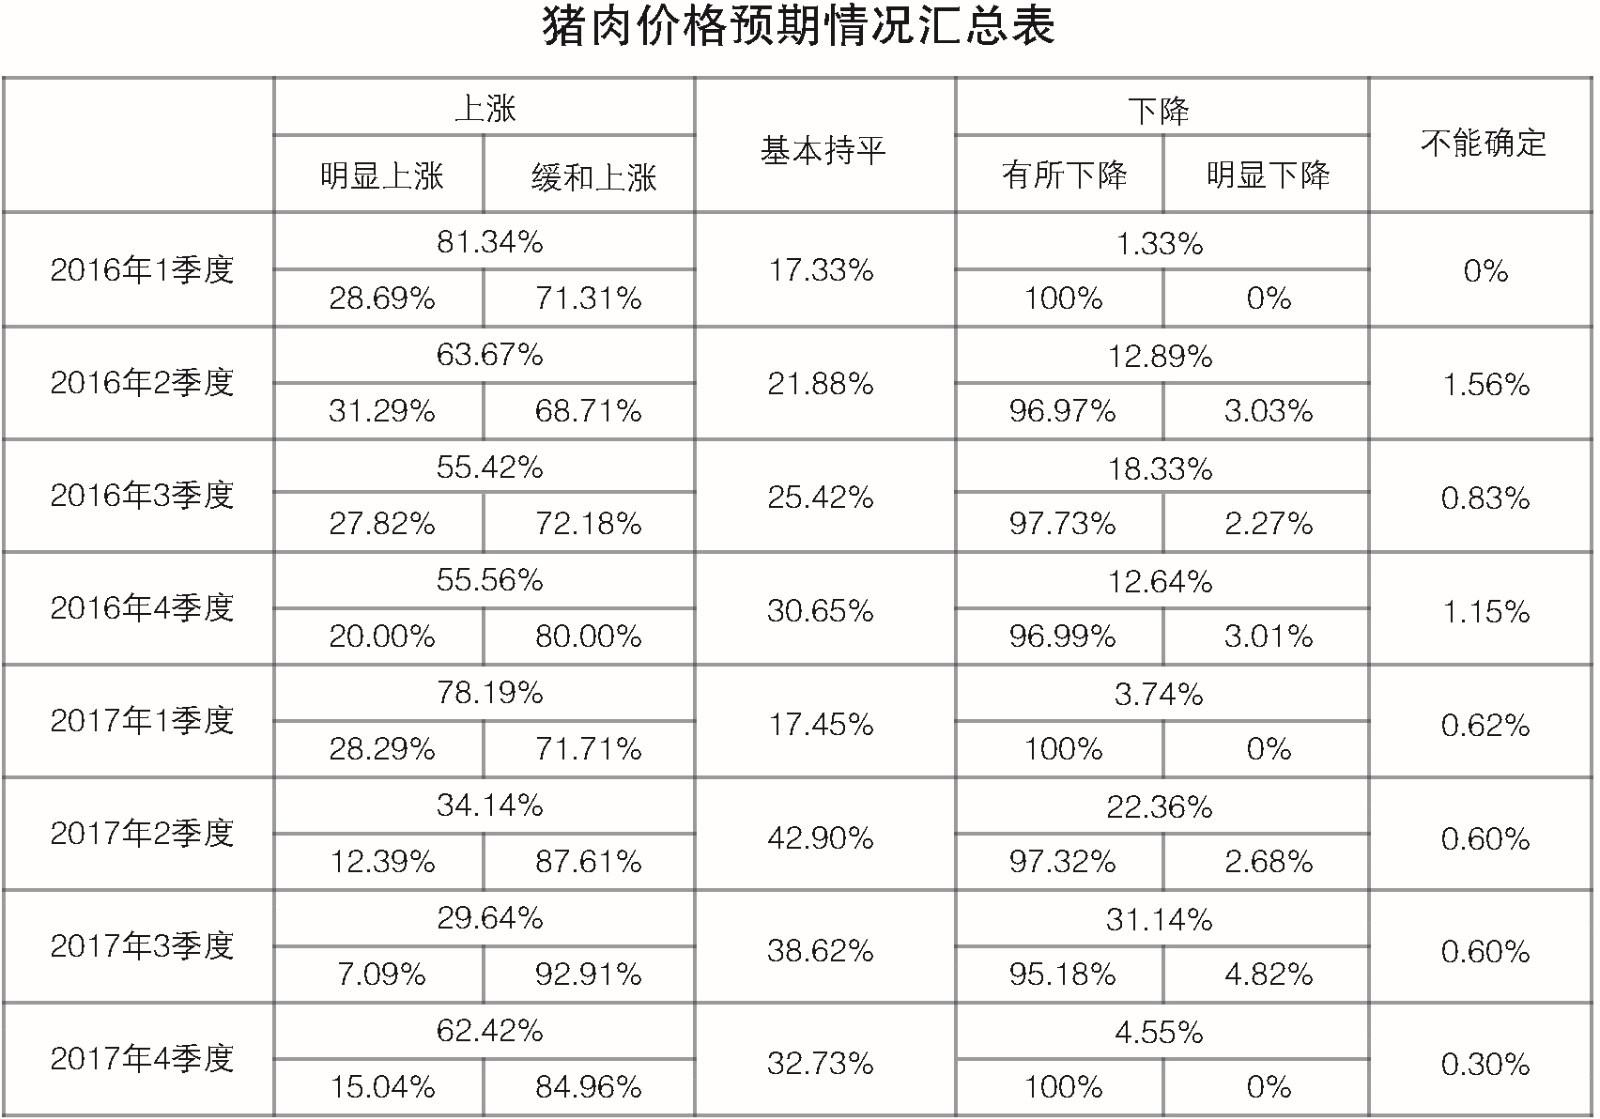 猪肉价格预期情况汇总表
上涨 基本持平 下降 不能确定
明显上涨 缓和上涨 有所下降 明显下降
2016年1季度 81.34% 17.33% 1.33% 0%
28.69% 71.31% 100% 0%
2016年2季度 63.67% 21.88% 12.89% 1.56%
31.29% 68.71% 96.97% 3.03%
2016年3季度 55.42% 25.42% 18.33% 0.83%
27.82% 72.18% 97.73% 2.27%
2016年4季度 55.56% 30.65% 12.64% 1.15%
20.00% 80.00% 96.99% 3.01%
2017年1季度 78.19% 17.45% 3.74% 0.62%
28.29% 71.71% 100% 0%
2017年2季度 34.14% 42.90% 22.36% 0.60%
12.39% 87.61% 97.32% 2.68%
2017年3季度 29.64% 38.62% 31.14% 0.60%
7.09% 92.91% 95.18% 4.82%
2017年4季度 62.42% 32.73% 4.55% 0.30%
15.04% 84.96% 100% 0%